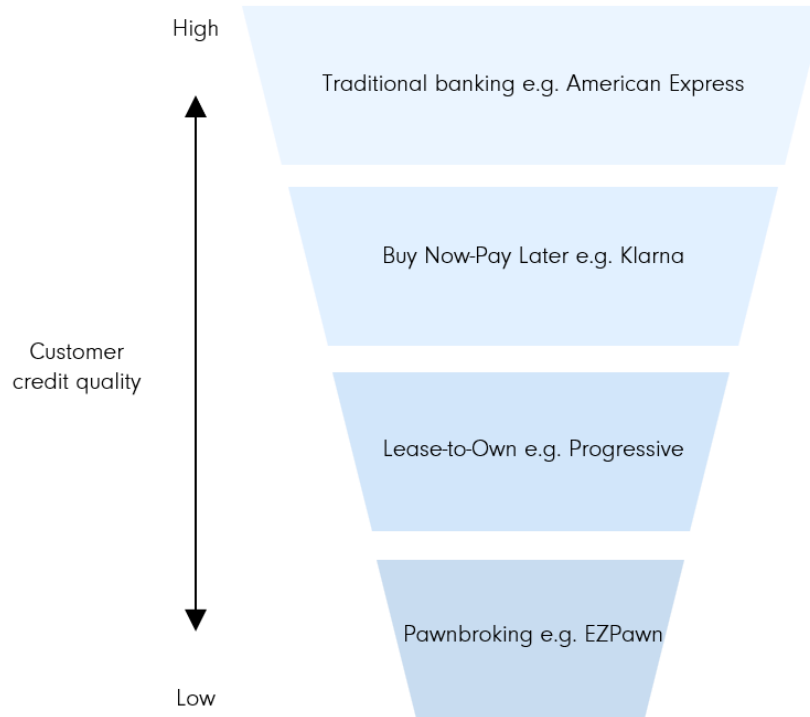 High
Traditional banking e.g. American Express
Buy Now-Pay Later e.g. Klarna
Customer
credit quality
Lease-to-Own e.g. Progressive
Pawnbroking e.g. EZPawn
Low